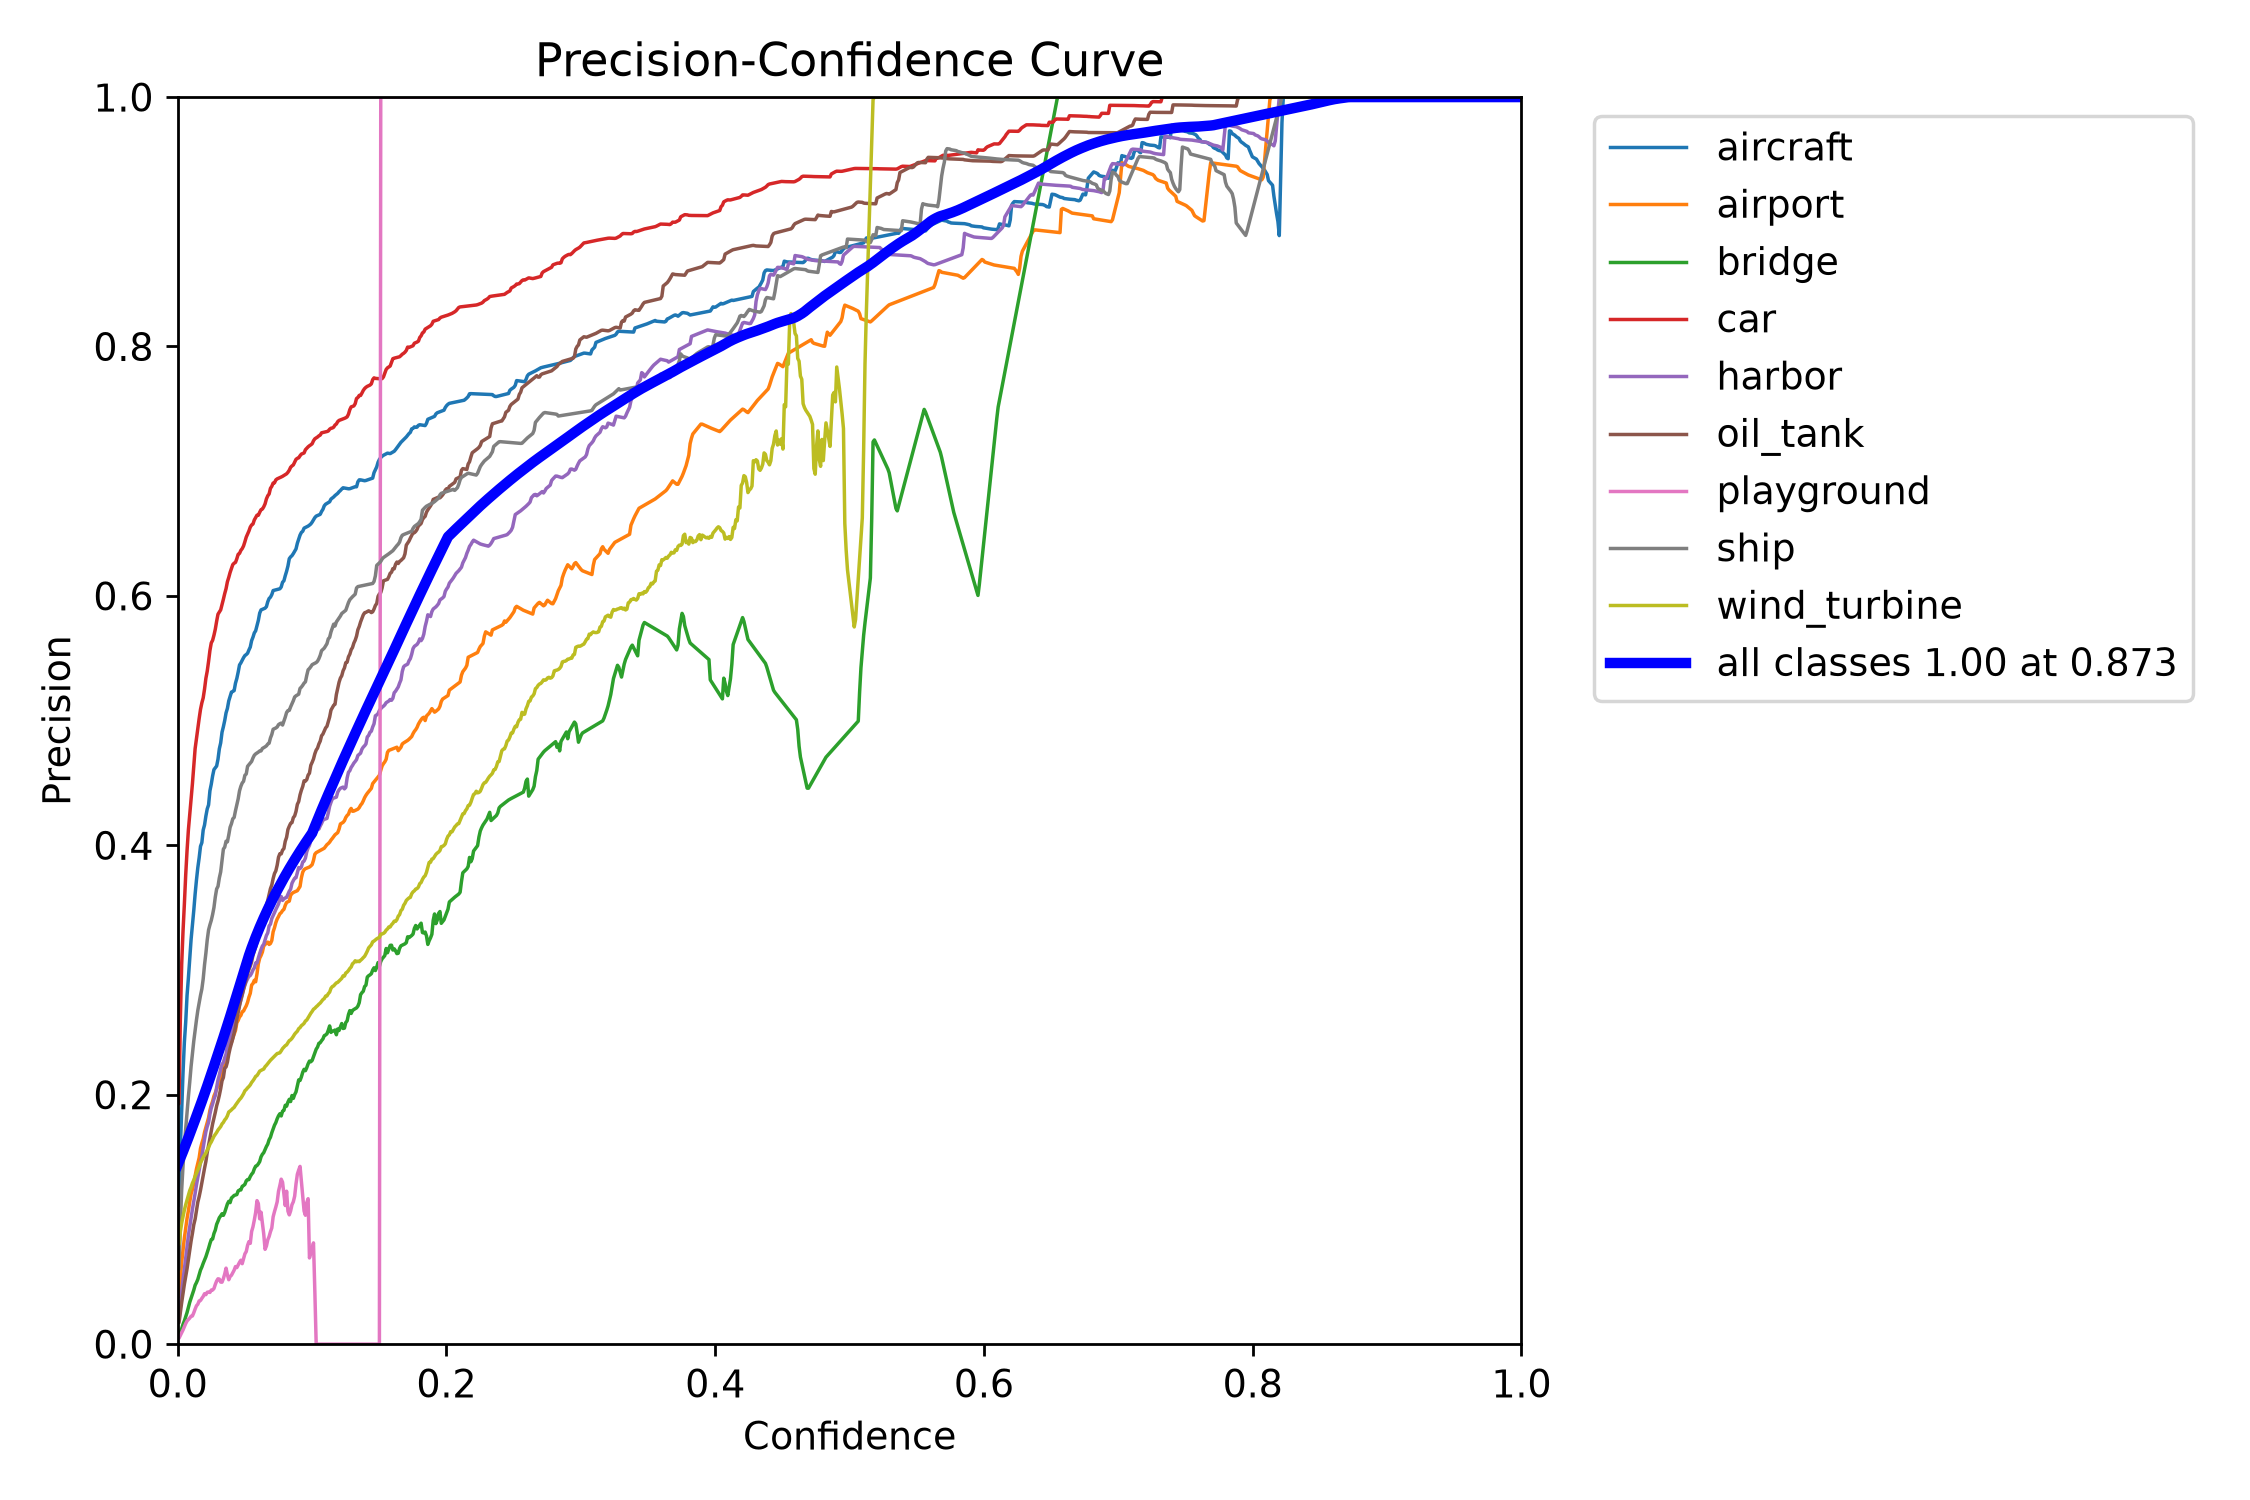 Precision-Confidence Curve
1.0
0.8
0.6
0.4
0.2
0.0
Precision
0.0 0.2 0.4 0.6 0.8 1.0
Confidence
aircraft
airport
bridge
car
harbor
oil_tank
playground
ship
wind_turbine
all classes 1.00 at 0.873